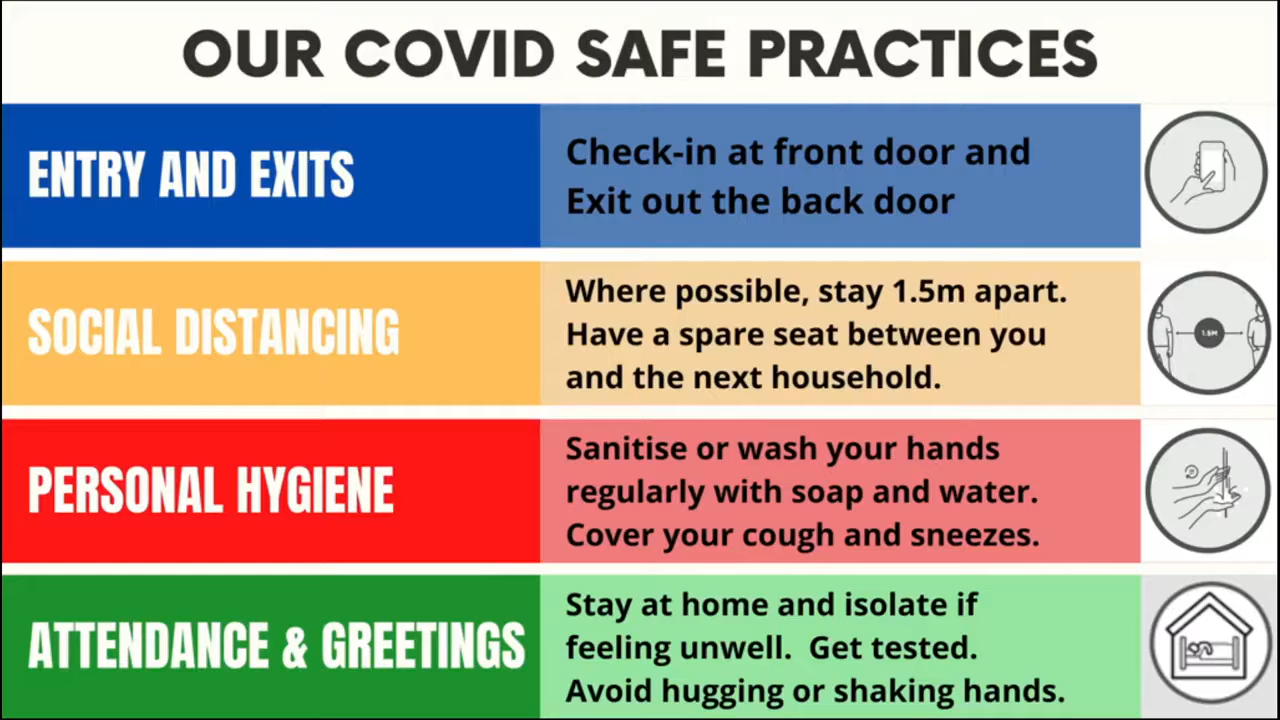 OUR COVID SAFE PRACTICES
ENTRY AND EXITS
Check-in at front door and
Exit out the back door
SOCIAL DISTANCING
Where possible, stay 1.5m apart.
Have a spare seat between you
and the next household.
1.5M
PERSONAL HYGIENE
Sanitise or wash your hands
regularly with soap and water.
Cover your cough and sneezes.
ATTENDANCE & GREETINGS
Stay at home and isolate if
feeling unwell.  Get tested.
Avoid hugging or shaking hands.